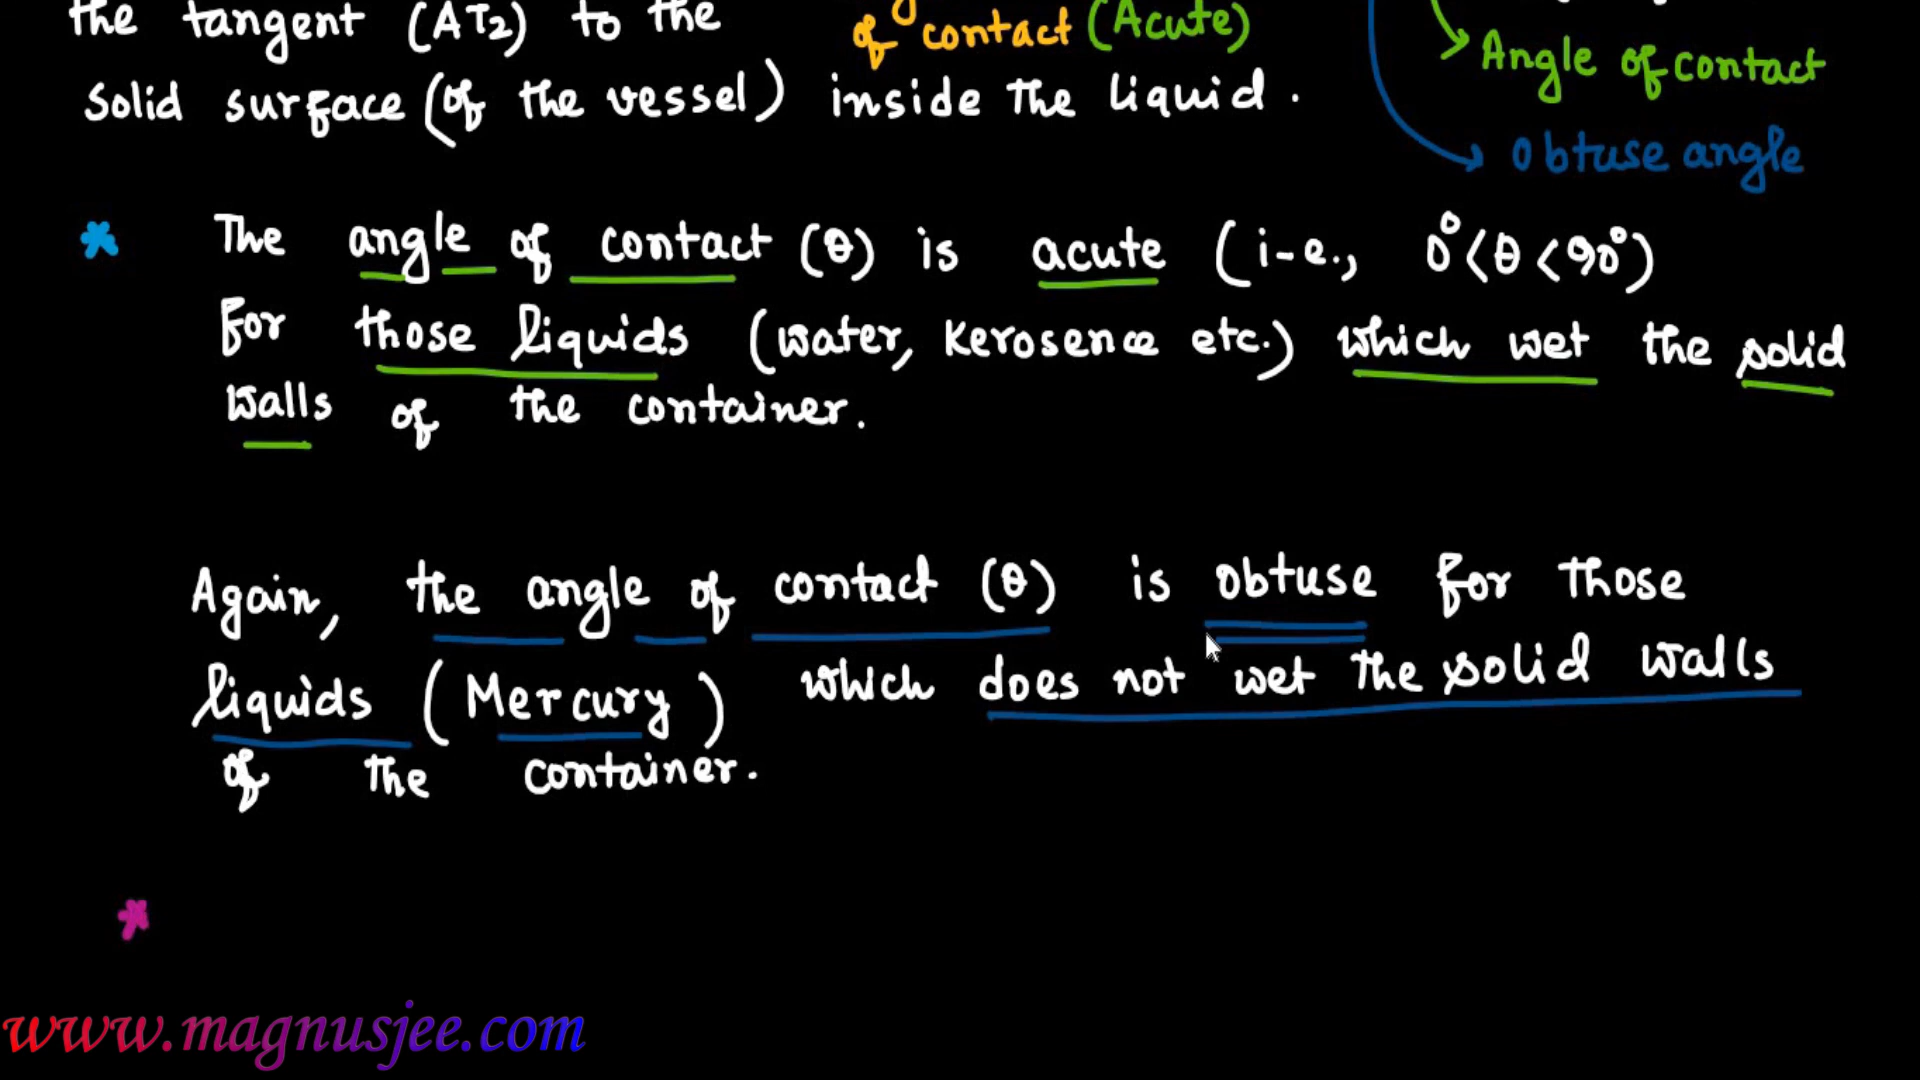 the tangent (AT2) to the
of contact (Acute)
Angle of contact
solid surface (of the vessel) inside the liquid.
Obtuse angle
* The angle of contact (θ) is acute (i-e., 0°<θ<90°)
For those liquids (water, kerosence etc.) which wet the solid
walls of the container.
Again, the angle of contact (θ) is obtuse for those
liquids (Mercury) which does not wet the solid walls
of the container.
*
www.magnusjee.com